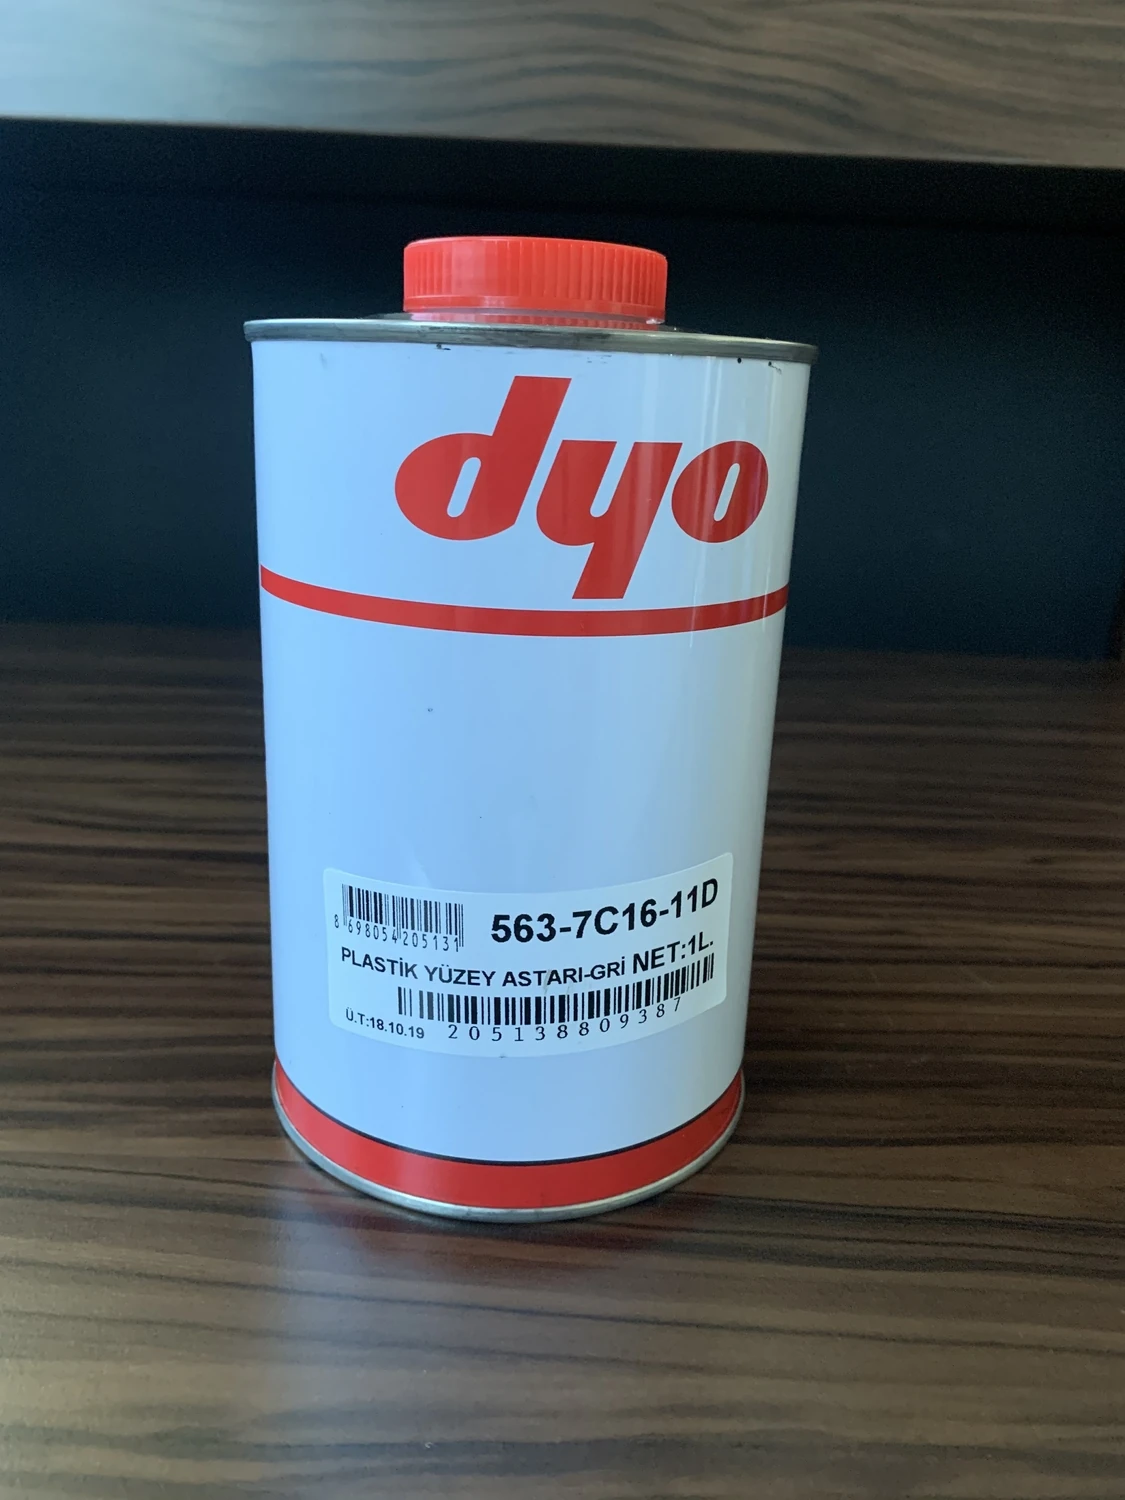 dyo
563-7C16-11D
8 698054 205131
PLASTİK YÜZEY ASTARI-GRİ NET:1L.
Ü.T:18.10.19
205138809387